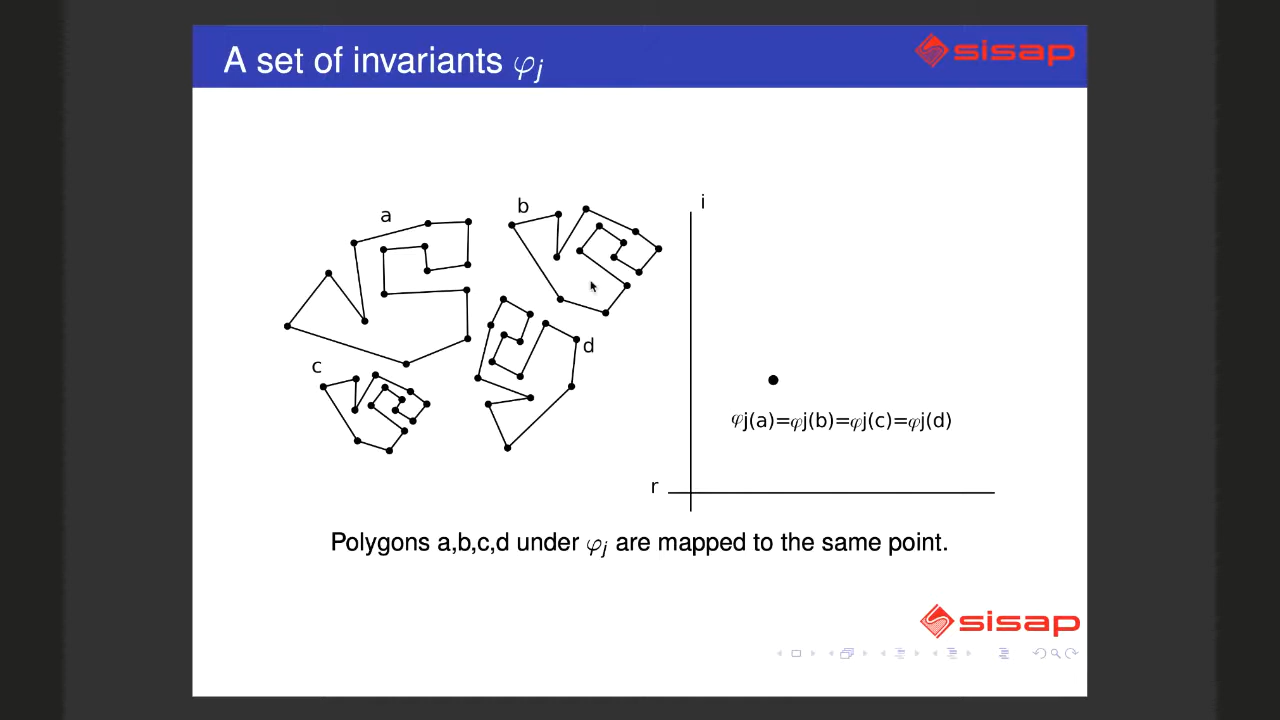 A set of invariants φj
sisap
a
b
i
c
d
φj(a)=φj(b)=φj(c)=φj(d)
r
Polygons a,b,c,d under φj are mapped to the same point.
sisap